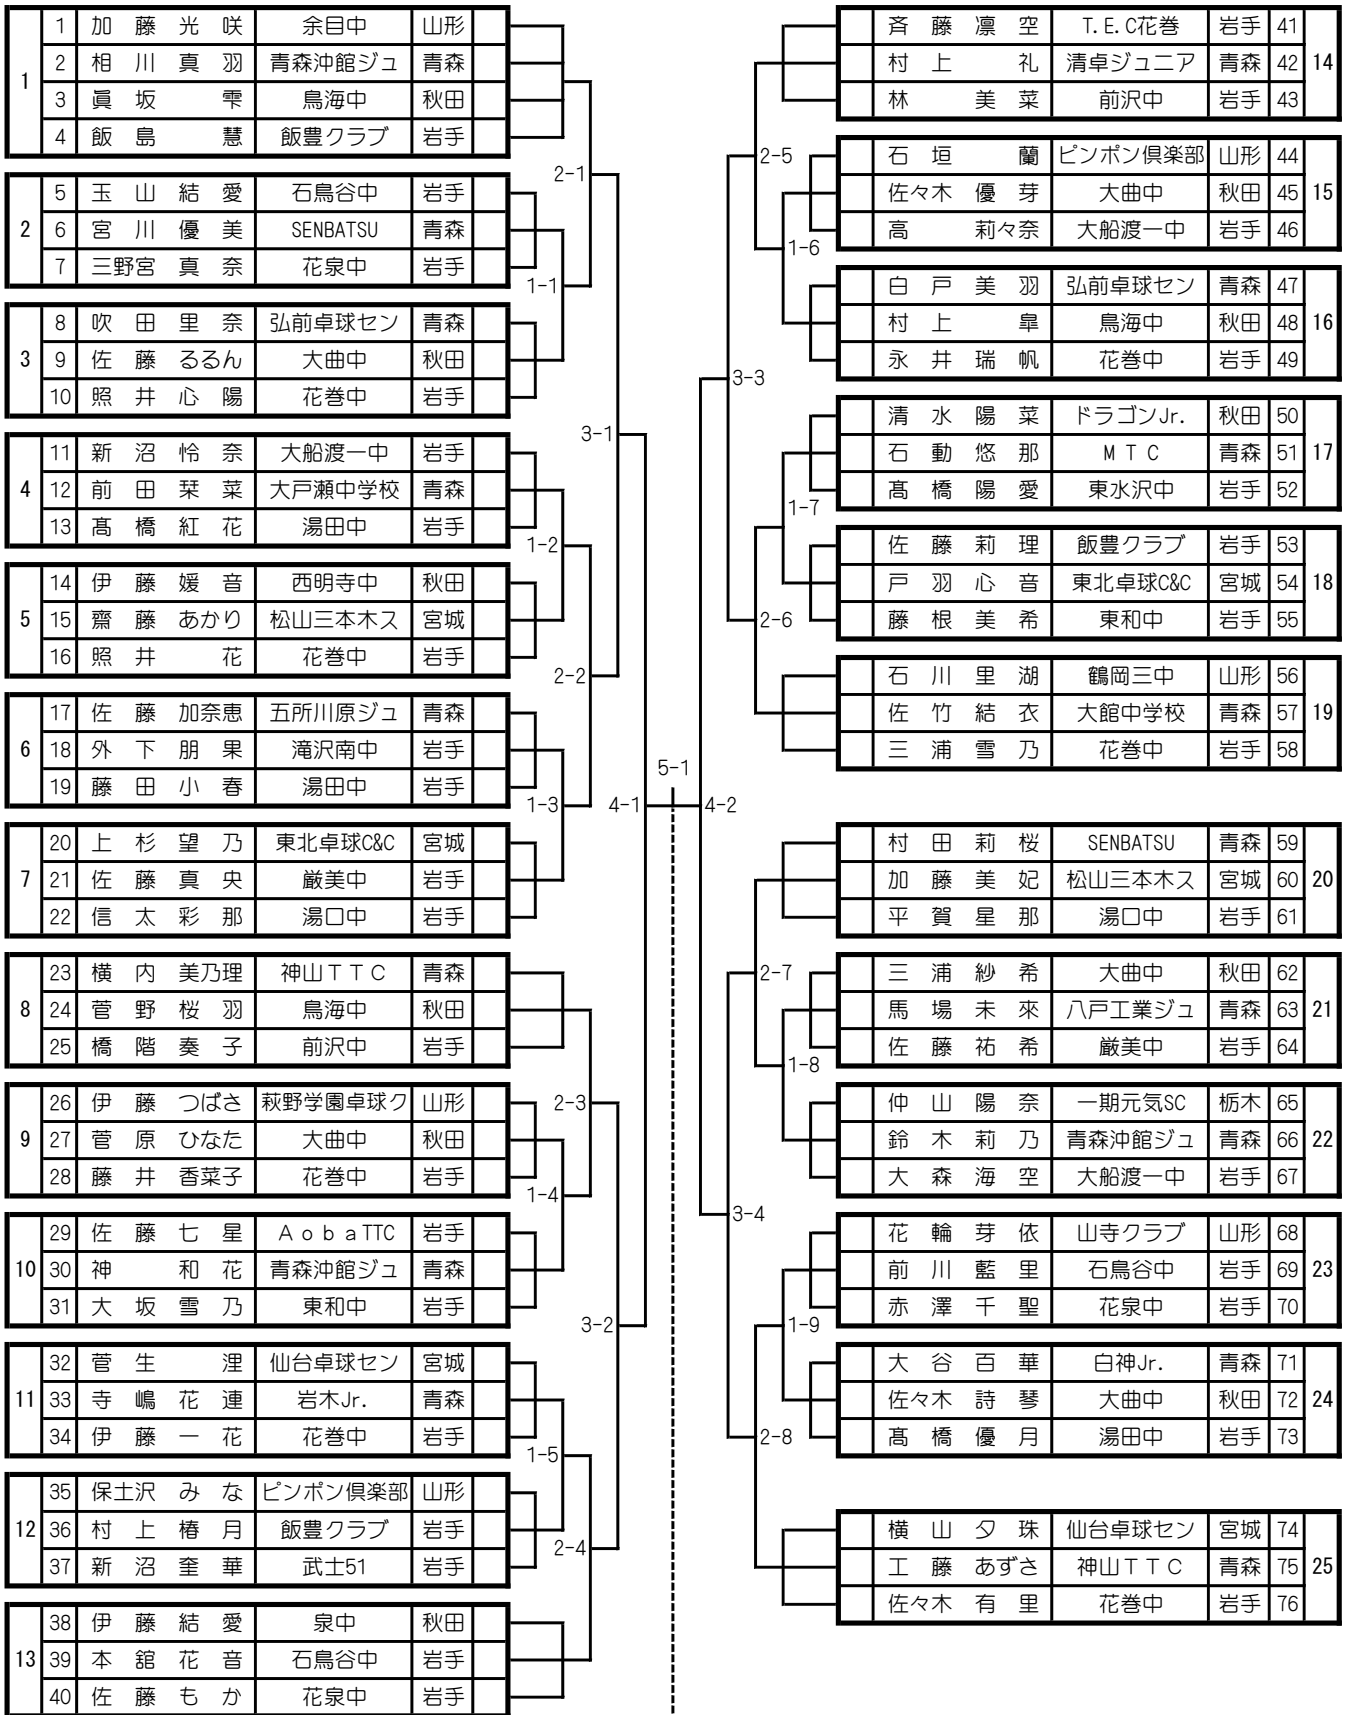 1 1 加藤光咲 余目中 山形
2 相川真羽 青森沖館ジュ 青森
3 眞坂雫 鳥海中 秋田
4 飯島慧 飯豊クラブ 岩手
2 5 玉山結愛 石鳥谷中 岩手
6 宮川優美 SENBATSU 青森
7 三野宮真奈 花泉中 岩手
3 8 吹田里奈 弘前卓球セン 青森
9 佐藤るるん 大曲中 秋田
10 照井心陽 花巻中 岩手
4 11 新沼怜奈 大船渡一中 岩手
12 前田栞菜 大戸瀬中学校 青森
13 髙橋紅花 湯田中 岩手
5 14 伊藤媛音 西明寺中 秋田
15 齋藤あかり 松山三本木ス 宮城
16 照井花 花巻中 岩手
6 17 佐藤加奈恵 五所川原ジュ 青森
18 外下朋果 滝沢南中 岩手
19 藤田小春 湯田中 岩手
7 20 上杉望乃 東北卓球C&C 宮城
21 佐藤真央 厳美中 岩手
22 信太彩那 湯口中 岩手
8 23 横内美乃理 神山TTC 青森
24 菅野桜羽 鳥海中 秋田
25 橋階奏子 前沢中 岩手
9 26 伊藤つばさ 萩野学園卓球ク 山形
27 菅原ひなた 大曲中 秋田
28 藤井香菜子 花巻中 岩手
10 29 佐藤七星 AobaTTC 岩手
30 神和花 青森沖館ジュ 青森
31 大坂雪乃 東和中 岩手
11 32 菅生浬 仙台卓球セン 宮城
33 寺嶋花連 岩木Jr. 青森
34 伊藤一花 花巻中 岩手
12 35 保土沢みな ピンポン倶楽部 山形
36 村上椿月 飯豊クラブ 岩手
37 新沼奎華 武士51 岩手
13 38 伊藤結愛 泉中 秋田
39 本舘花音 石鳥谷中 岩手
40 佐藤もか 花泉中 岩手
2-1
1-1
3-1
1-2
2-2
1-3
4-1
2-3
1-4
3-2
1-5
2-4
5-1
斉藤凛空 T.E.C花巻 岩手 41 14
村上礼 清卓ジュニア 青森 42
林美菜 前沢中 岩手 43
石垣蘭 ピンポン倶楽部 山形 44 15
佐々木優芽 大曲中 秋田 45
高莉々奈 大船渡一中 岩手 46
白戸美羽 弘前卓球セン 青森 47 16
村上皐 鳥海中 秋田 48
永井瑞帆 花巻中 岩手 49
清水陽菜 ドラゴンJr. 秋田 50 17
石動悠那 MTC 青森 51
髙橋陽愛 東水沢中 岩手 52
佐藤莉理 飯豊クラブ 岩手 53 18
戸羽心音 東北卓球C&C 宮城 54
藤根美希 東和中 岩手 55
石川里湖 鶴岡三中 山形 56 19
佐竹結衣 大館中学校 青森 57
三浦雪乃 花巻中 岩手 58
村田莉桜 SENBATSU 青森 59 20
加藤美妃 松山三本木ス 宮城 60
平賀星那 湯口中 岩手 61
三浦紗希 大曲中 秋田 62 21
馬場未來 八戸工業ジュ 青森 63
佐藤祐希 厳美中 岩手 64
仲山陽奈 一期元気SC 栃木 65 22
鈴木莉乃 青森沖館ジュ 青森 66
大森海空 大船渡一中 岩手 67
花輪芽依 山寺クラブ 山形 68 23
前川藍里 石鳥谷中 岩手 69
赤澤千聖 花泉中 岩手 70
大谷百華 白神Jr. 青森 71 24
佐々木詩琴 大曲中 秋田 72
髙橋優月 湯田中 岩手 73
横山夕珠 仙台卓球セン 宮城 74 25
工藤あずさ 神山TTC 青森 75
佐々木有里 花巻中 岩手 76
2-5
1-6
3-3
1-7
2-6
4-2
2-7
1-8
3-4
1-9
2-8